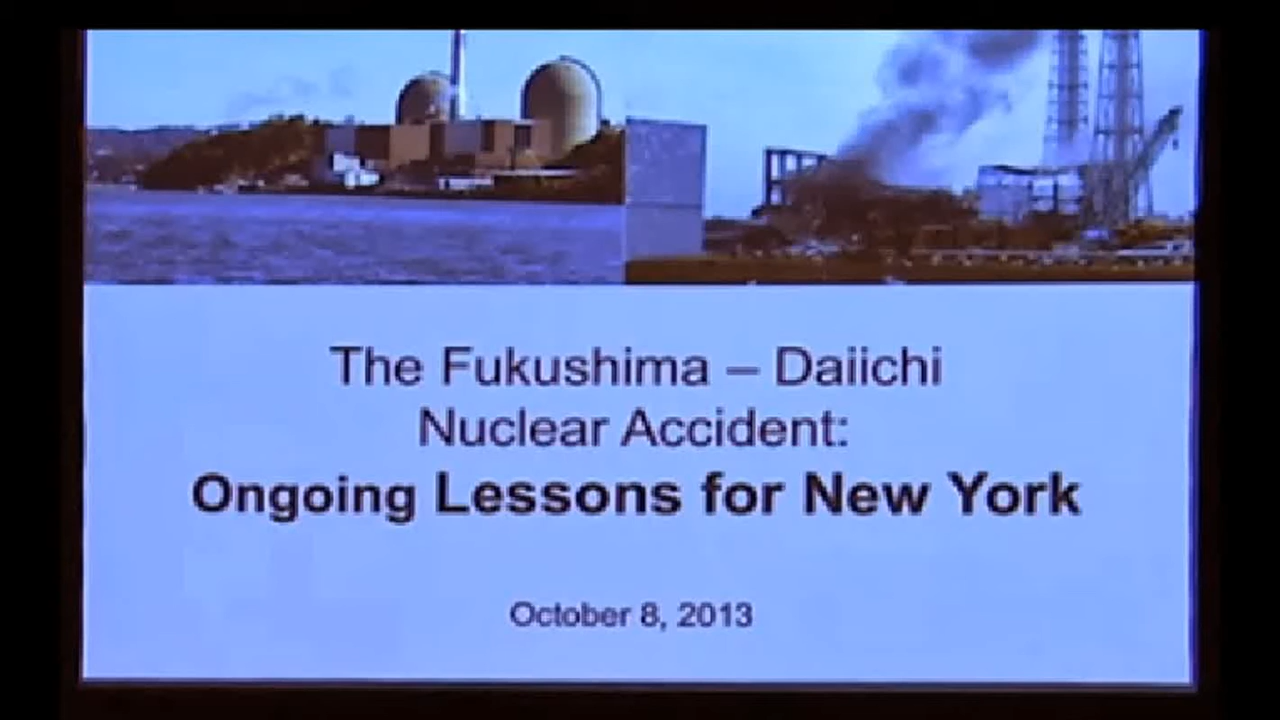 The Fukushima – Daiichi
Nuclear Accident:
Ongoing Lessons for New York
October 8, 2013